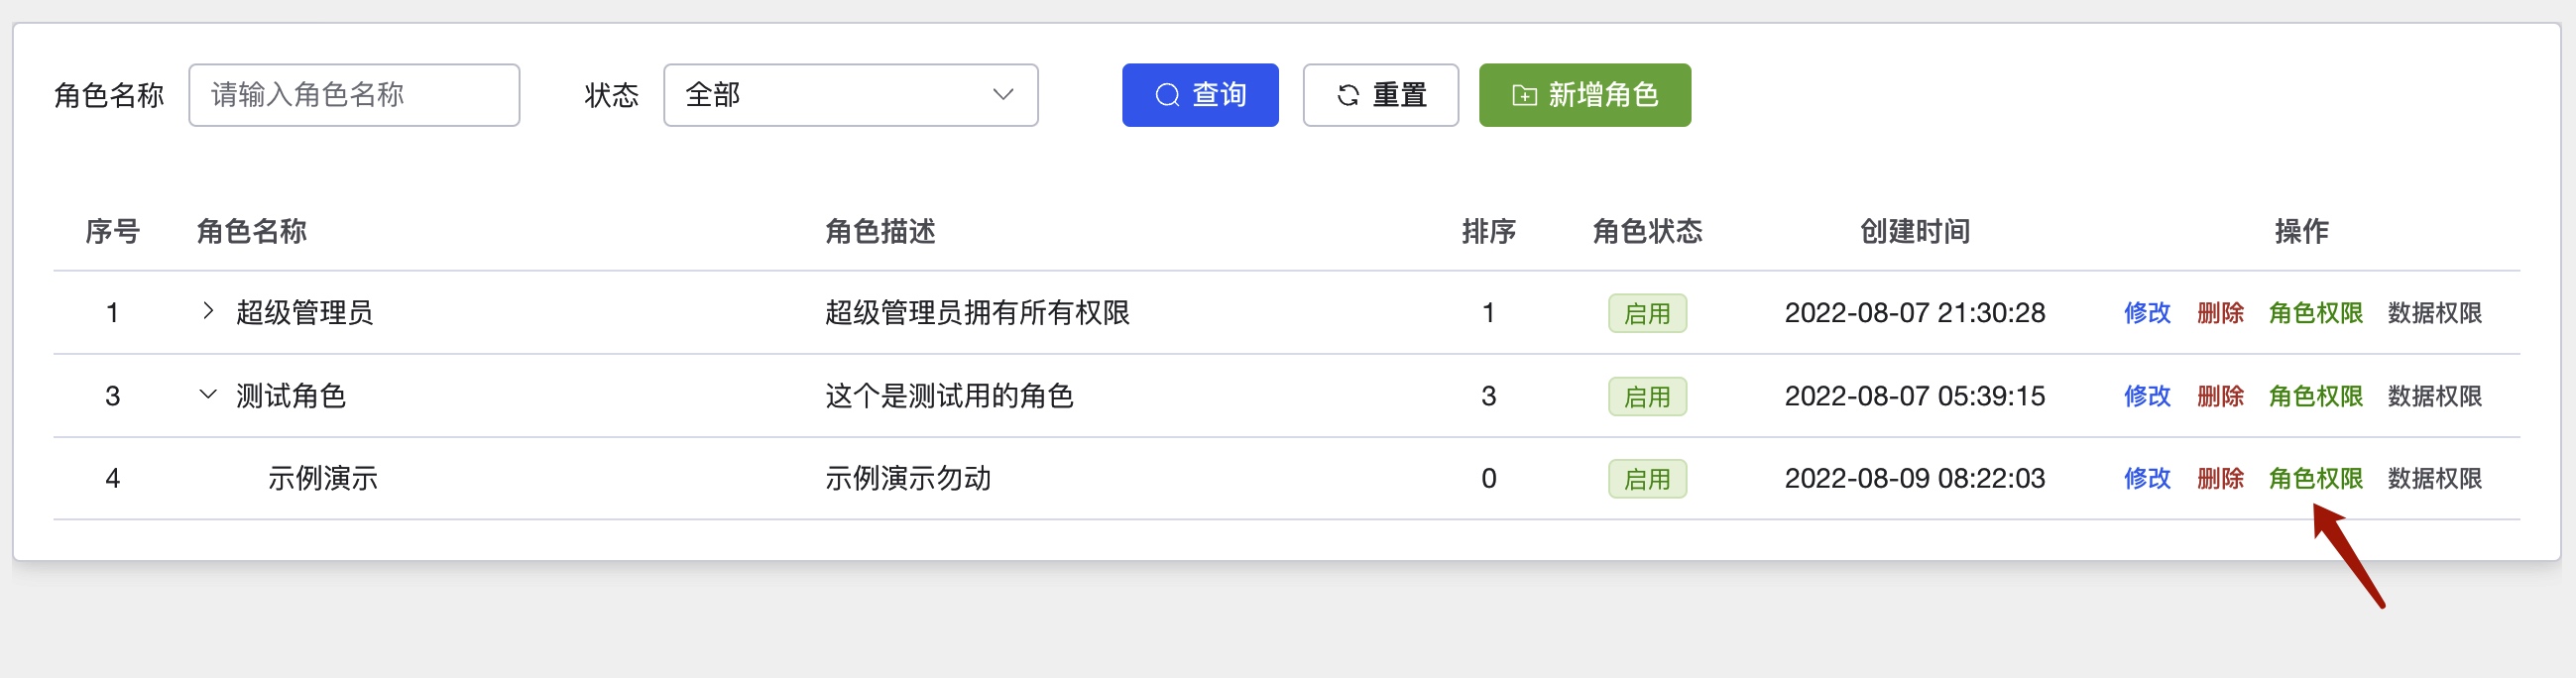 角色名称 请输入角色名称 状态 全部 查询 重置 新增角色
序号 角色名称 角色描述 排序 角色状态 创建时间 操作
1 超级管理员 超级管理员拥有所有权限 1 启用 2022-08-07 21:30:28 修改 删除 角色权限 数据权限
3 测试角色 这个是测试用的角色 3 启用 2022-08-07 05:39:15 修改 删除 角色权限 数据权限
4 示例演示 示例演示勿动 0 启用 2022-08-09 08:22:03 修改 删除 角色权限 数据权限